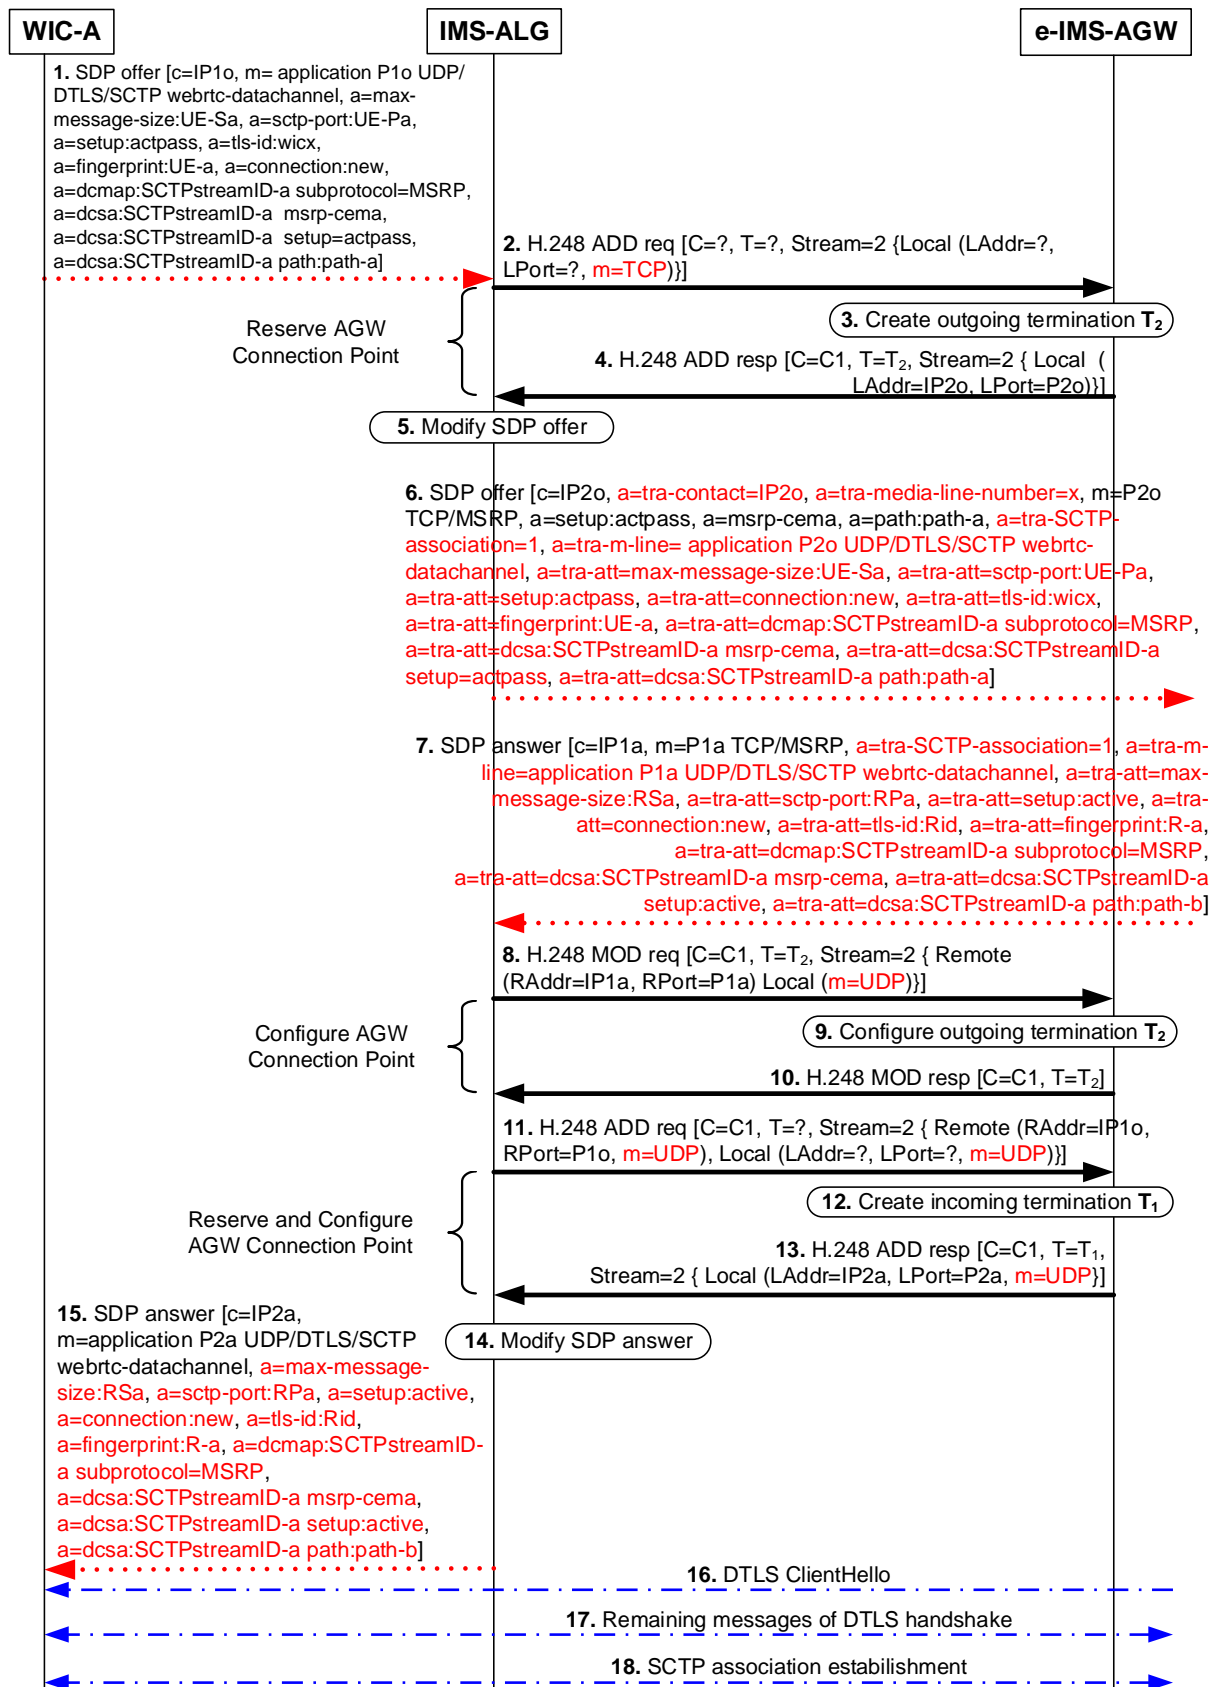 WIC-A
IMS-ALG
e-IMS-AGW
1. SDP offer [c=IP1o, m= application P1o UDP/
DTLS/SCTP webrtc-datachannel, a=max-
message-size:UE-Sa, a=sctp-port:UE-Pa,
a=setup:actpass, a=tls-id:wicx,
a=fingerprint:UE-a, a=connection:new,
a=dcmap:SCTPstreamID-a subprotocol=MSRP,
a=dcsa:SCTPstreamID-a  msrp-cema,
a=dcsa:SCTPstreamID-a  setup=actpass,
a=dcsa:SCTPstreamID-a path:path-a]
2. H.248 ADD req [C=?, T=?, Stream=2 {Local (LAddr=?,
LPort=?, m=TCP)}]
Reserve AGW
Connection Point
3. Create outgoing termination T2
4. H.248 ADD resp [C=C1, T=T2, Stream=2 { Local  (
LAddr=IP2o, LPort=P2o)}]
5. Modify SDP offer
6. SDP offer [c=IP2o, a=tra-contact=IP2o, a=tra-media-line-number=x, m=P2o
TCP/MSRP, a=setup:actpass, a=msrp-cema, a=path:path-a, a=tra-SCTP-
association=1, a=tra-m-line= application P2o UDP/DTLS/SCTP webrtc-
datachannel, a=tra-att=max-message-size:UE-Sa, a=tra-att=sctp-port:UE-Pa,
a=tra-att=setup:actpass, a=tra-att=connection:new, a=tra-att=tls-id:wicx,
a=tra-att=fingerprint:UE-a, a=tra-att=dcmap:SCTPstreamID-a subprotocol=MSRP,
a=tra-att=dcsa:SCTPstreamID-a msrp-cema, a=tra-att=dcsa:SCTPstreamID-a
setup=actpass, a=tra-att=dcsa:SCTPstreamID-a path:path-a]
7. SDP answer [c=IP1a, m=P1a TCP/MSRP, a=tra-SCTP-association=1, a=tra-m-
line=application P1a UDP/DTLS/SCTP webrtc-datachannel, a=tra-att=max-
message-size:RSa, a=tra-att=sctp-port:RPa, a=tra-att=setup:active, a=tra-
att=connection:new, a=tra-att=tls-id:Rid, a=tra-att=fingerprint:R-a,
a=tra-att=dcmap:SCTPstreamID-a subprotocol=MSRP,
a=tra-att=dcsa:SCTPstreamID-a msrp-cema, a=tra-att=dcsa:SCTPstreamID-a
setup:active, a=tra-att=dcsa:SCTPstreamID-a path:path-b]
8. H.248 MOD req [C=C1, T=T2, Stream=2 { Remote
(RAddr=IP1a, RPort=P1a) Local (m=UDP)}]
Configure AGW
Connection Point
9. Configure outgoing termination T2
10. H.248 MOD resp [C=C1, T=T2]
11. H.248 ADD req [C=C1, T=?, Stream=2 { Remote (RAddr=IP1o,
RPort=P1o, m=UDP), Local (LAddr=?, LPort=?, m=UDP)}]
Reserve and Configure
AGW Connection Point
12. Create incoming termination T1
13. H.248 ADD resp [C=C1, T=T1,
Stream=2 { Local (LAddr=IP2a, LPort=P2a, m=UDP}]
14. Modify SDP answer
15. SDP answer [c=IP2a,
m=application P2a UDP/DTLS/SCTP
webrtc-datachannel, a=max-message-
size:RSa, a=sctp-port:RPa, a=setup:active,
a=connection:new, a=tls-id:Rid,
a=fingerprint:R-a, a=dcmap:SCTPstreamID-
a subprotocol=MSRP,
a=dcsa:SCTPstreamID-a msrp-cema,
a=dcsa:SCTPstreamID-a setup:active,
a=dcsa:SCTPstreamID-a path:path-b]
16. DTLS ClientHello
17. Remaining messages of DTLS handshake
18. SCTP association estabilishment